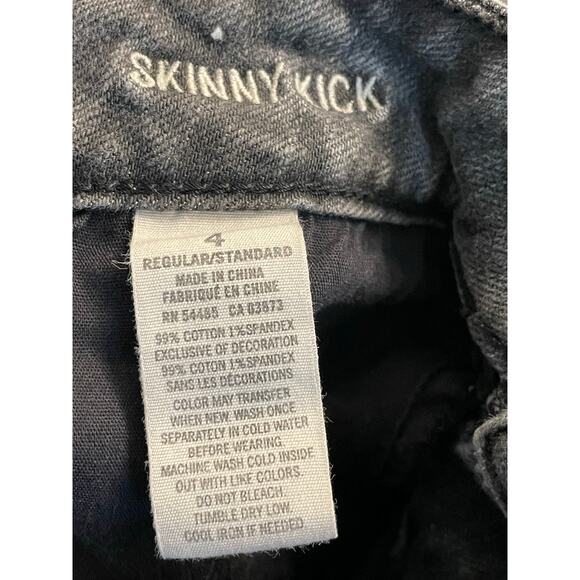 SKINNY KICK
4
REGULAR/STANDARD
MADE IN CHINA
FABRIQUÉ EN CHINE
RN 54485 CA 03573
99% COTTON 1% SPANDEX
EXCLUSIVE OF DECORATION
99% COTON 1% SPANDEX
SANS LES DÉCORATIONS
COLOR MAY TRANSFER
WHEN NEW. WASH ONCE
SEPARATELY IN COLD WATER
BEFORE WEARING.
MACHINE WASH COLD INSIDE
OUT WITH LIKE COLORS.
DO NOT BLEACH.
TUMBLE DRY LOW.
COOL IRON IF NEEDED